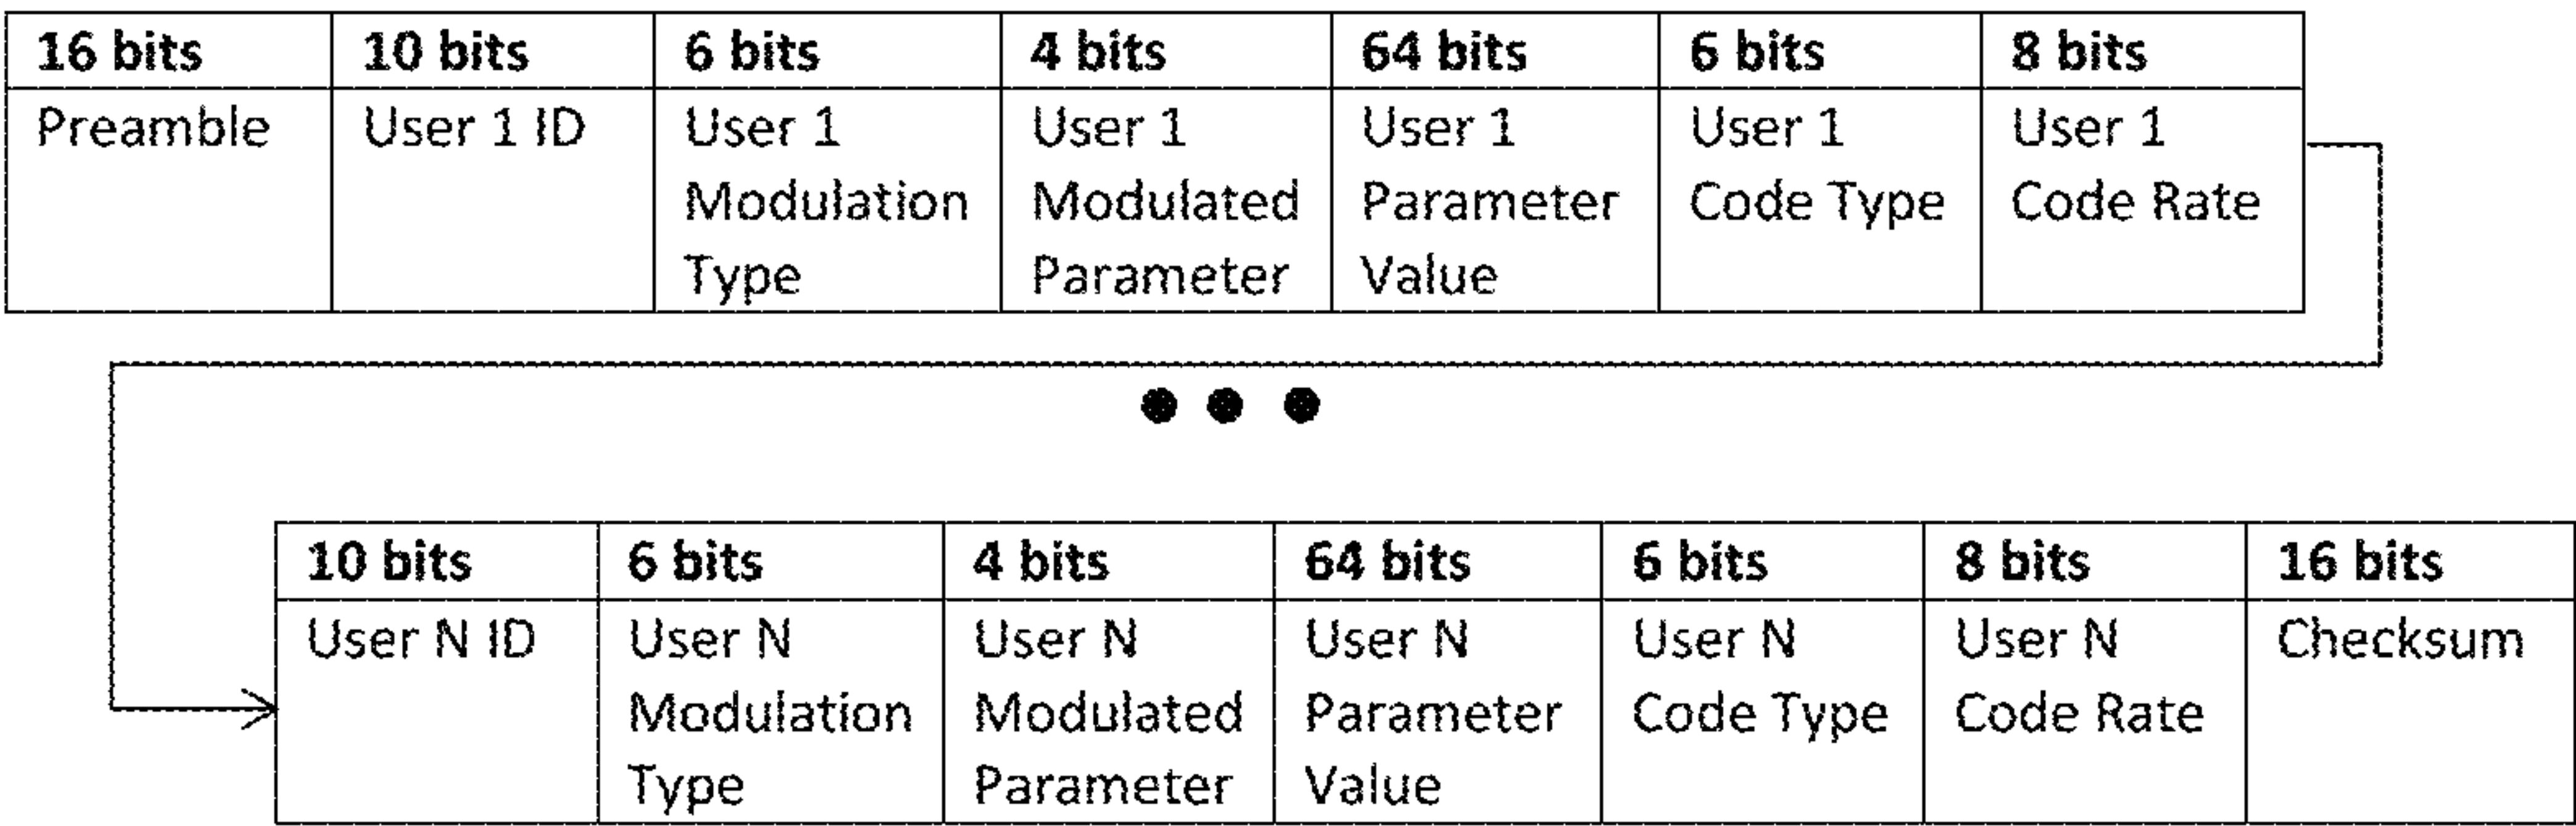 16 bits 10 bits 6 bits 4 bits 64 bits 6 bits 8 bits
Preamble User 1 ID User 1 User 1 User 1 User 1 User 1
Modulation Modulated Parameter Code Type Code Rate
Type Parameter Value
10 bits 6 bits 4 bits 64 bits 6 bits 8 bits 16 bits
User N ID User N User N User N User N User N Checksum
Modulation Modulated Parameter Code Type Code Rate
Type Parameter Value